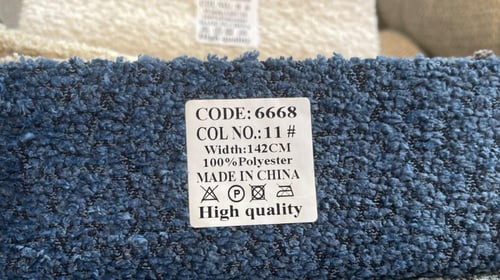 CODE:6668
COL NO.:11#
Width:142CM
100%Polyester
MADE IN CHINA
P
High quality